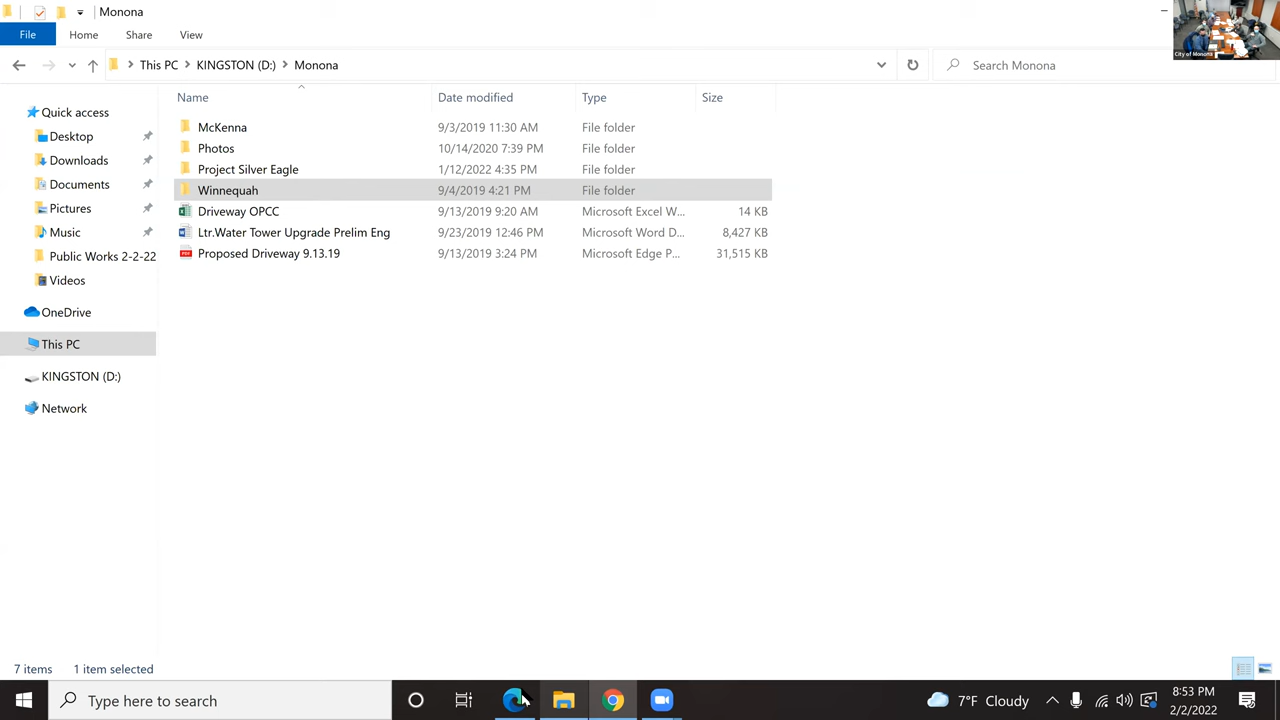 Monona
File Home Share View
This PC KINGSTON (D:) Monona Search Monona
City of Monona
Name Date modified Type Size
Quick access
Desktop
Downloads
Documents
Pictures
Music
Public Works 2-2-22
Videos
OneDrive
This PC
KINGSTON (D:)
Network
McKenna 9/3/2019 11:30 AM File folder
Photos 10/14/2020 7:39 PM File folder
Project Silver Eagle 1/12/2022 4:35 PM File folder
Winnequah 9/4/2019 4:21 PM File folder
Driveway OPCC 9/13/2019 9:20 AM Microsoft Excel W... 14 KB
Ltr.Water Tower Upgrade Prelim Eng 9/23/2019 12:46 PM Microsoft Word D... 8,427 KB
Proposed Driveway 9.13.19 9/13/2019 3:24 PM Microsoft Edge P... 31,515 KB
7 items 1 item selected
Type here to search
7°F Cloudy
8:53 PM
2/2/2022